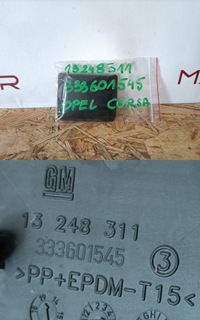 M
13248311
333601545
OPEL CORSA
GM
13 248 311
333601545
3
>PP+EPDM-T15<